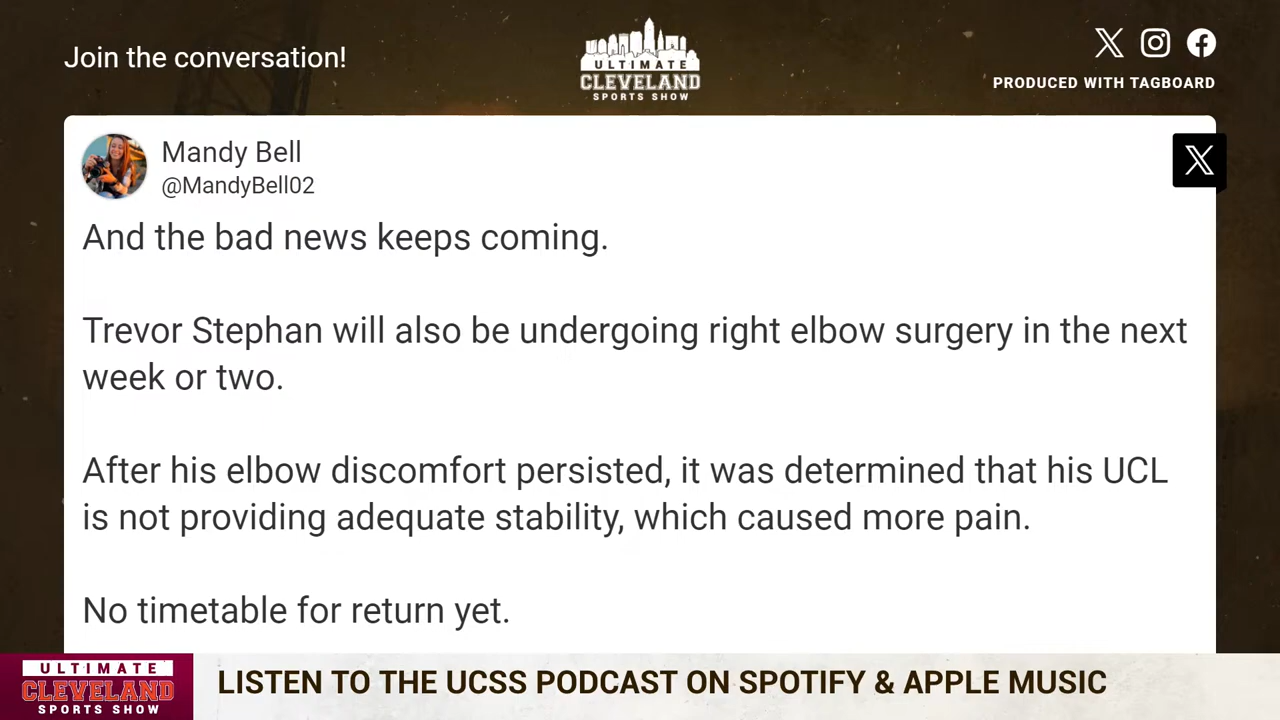 Join the conversation!
ULTIMATE
CLEVELAND
SPORTS SHOW
PRODUCED WITH TAGBOARD
Mandy Bell
@MandyBell02
And the bad news keeps coming.
Trevor Stephan will also be undergoing right elbow surgery in the next
week or two.
After his elbow discomfort persisted, it was determined that his UCL
is not providing adequate stability, which caused more pain.
No timetable for return yet.
ULTIMATE
CLEVELAND
SPORTS SHOW
LISTEN TO THE UCSS PODCAST ON SPOTIFY & APPLE MUSIC